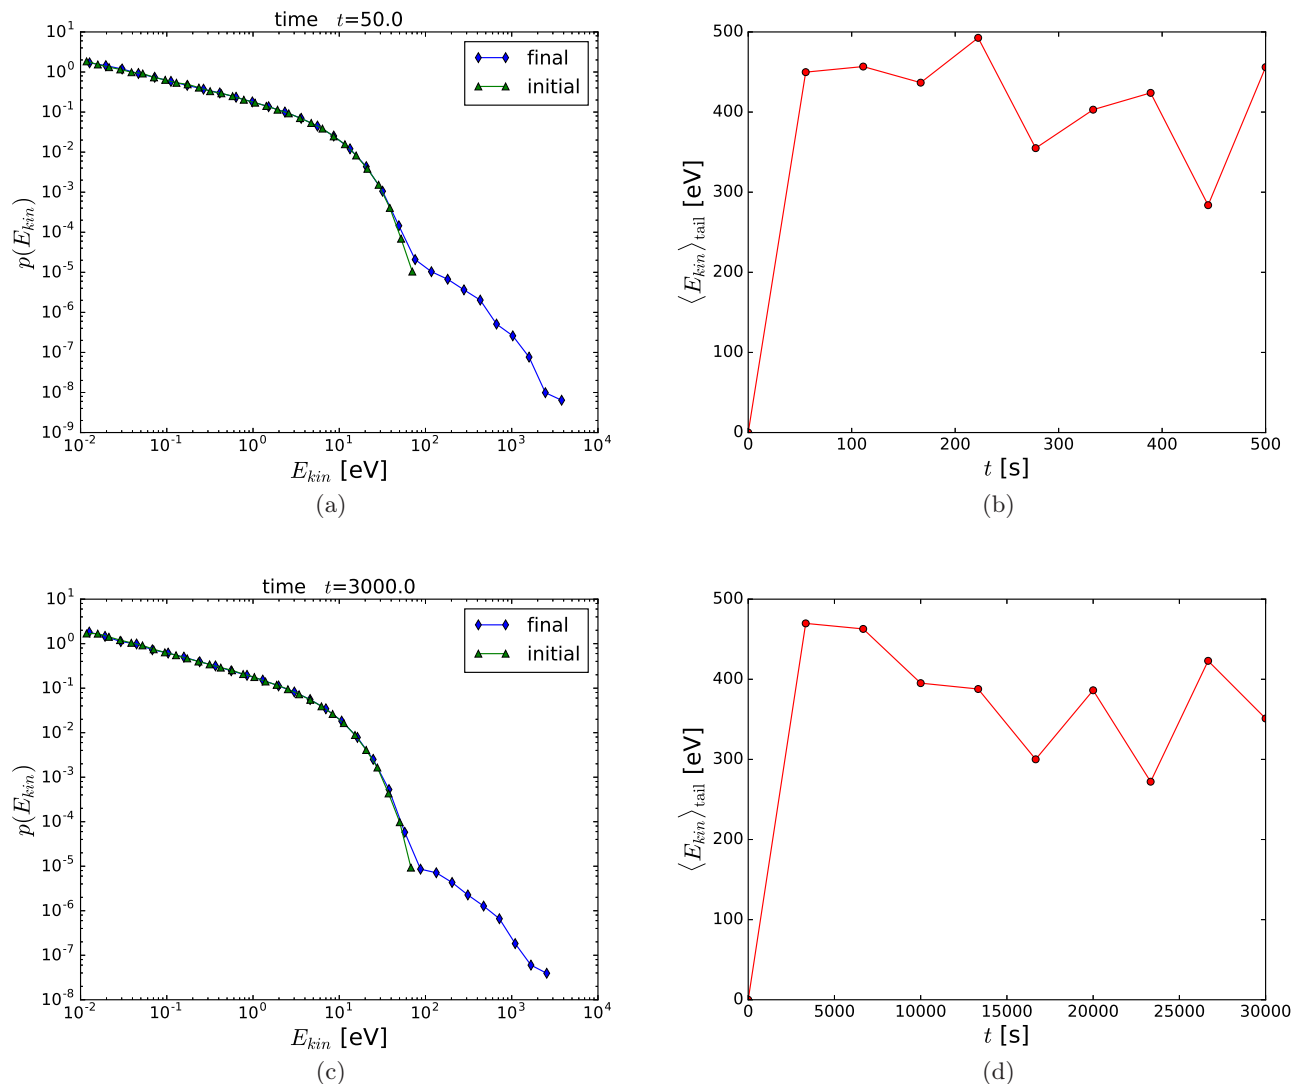 time t=50.0
10^1
10^0
10^-1
10^-2
10^-3
10^-4
10^-5
10^-6
10^-7
10^-8
10^-9
p(E_kin)
final
initial
10^-2 10^-1 10^0 10^1 10^2 10^3 10^4
E_kin [eV]
(a)
500
400
300
200
100
0
⟨E_kin⟩_tail [eV]
0 100 200 300 400 500
t [s]
(b)
time t=3000.0
10^1
10^0
10^-1
10^-2
10^-3
10^-4
10^-5
10^-6
10^-7
10^-8
p(E_kin)
final
initial
10^-2 10^-1 10^0 10^1 10^2 10^3 10^4
E_kin [eV]
(c)
500
400
300
200
100
0
⟨E_kin⟩_tail [eV]
0 5000 10000 15000 20000 25000 30000
t [s]
(d)